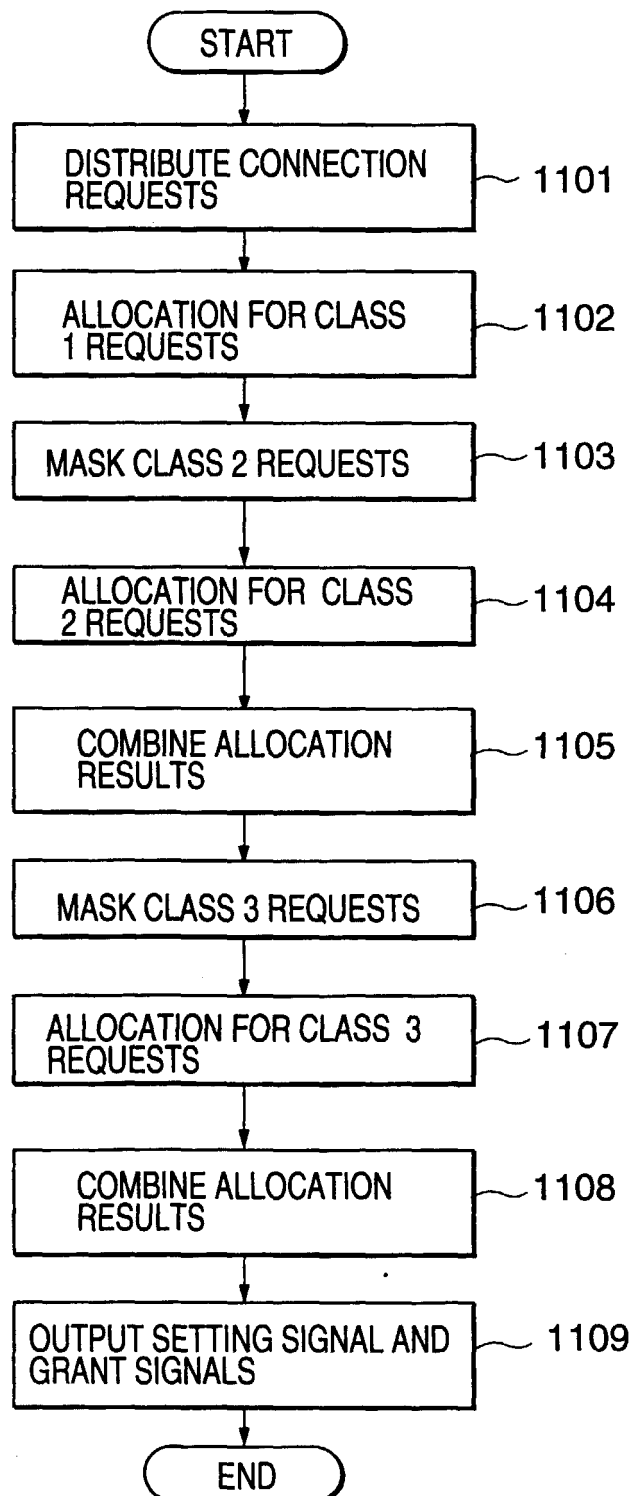 START
DISTRIBUTE CONNECTION
REQUESTS
1101
ALLOCATION FOR CLASS
1 REQUESTS
1102
MASK CLASS 2 REQUESTS
1103
ALLOCATION FOR CLASS
2 REQUESTS
1104
COMBINE ALLOCATION
RESULTS
1105
MASK CLASS 3 REQUESTS
1106
ALLOCATION FOR CLASS 3
REQUESTS
1107
COMBINE ALLOCATION
RESULTS
1108
OUTPUT SETTING SIGNAL AND
GRANT SIGNALS
1109
END